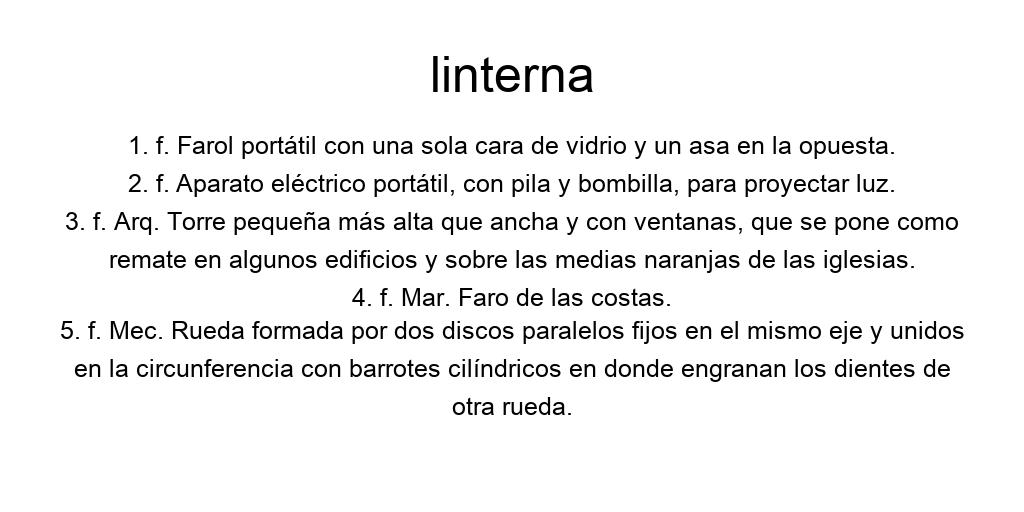 linterna
1. f. Farol portátil con una sola cara de vidrio y un asa en la opuesta.
2. f. Aparato eléctrico portátil, con pila y bombilla, para proyectar luz.
3. f. Arq. Torre pequeña más alta que ancha y con ventanas, que se pone como
remate en algunos edificios y sobre las medias naranjas de las iglesias.
4. f. Mar. Faro de las costas.
5. f. Mec. Rueda formada por dos discos paralelos fijos en el mismo eje y unidos
en la circunferencia con barrotes cilíndricos en donde engranan los dientes de
otra rueda.